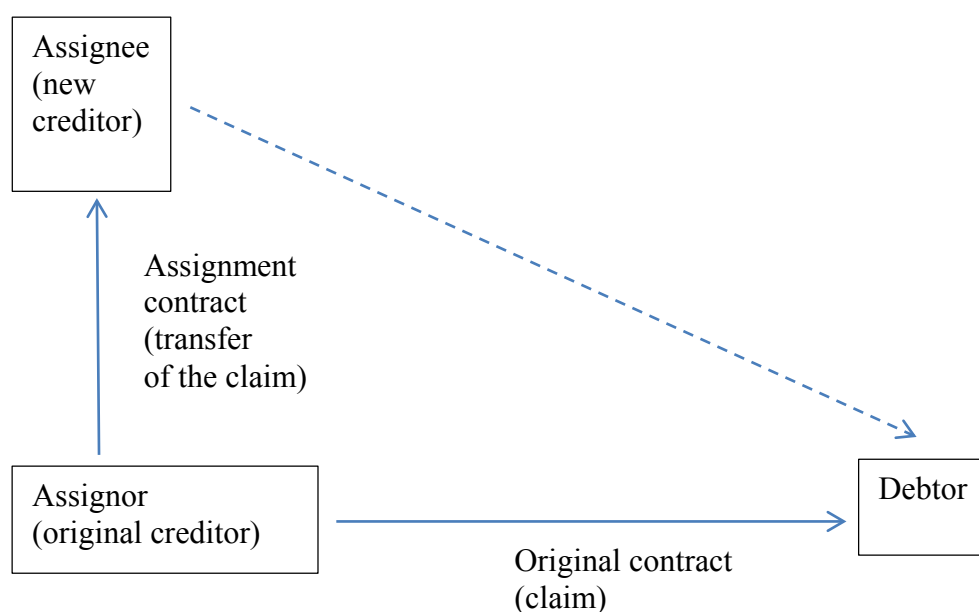 Assignee
(new
creditor)
Assignment
contract
(transfer
of the claim)
Assignor
(original creditor)
Debtor
Original contract
(claim)